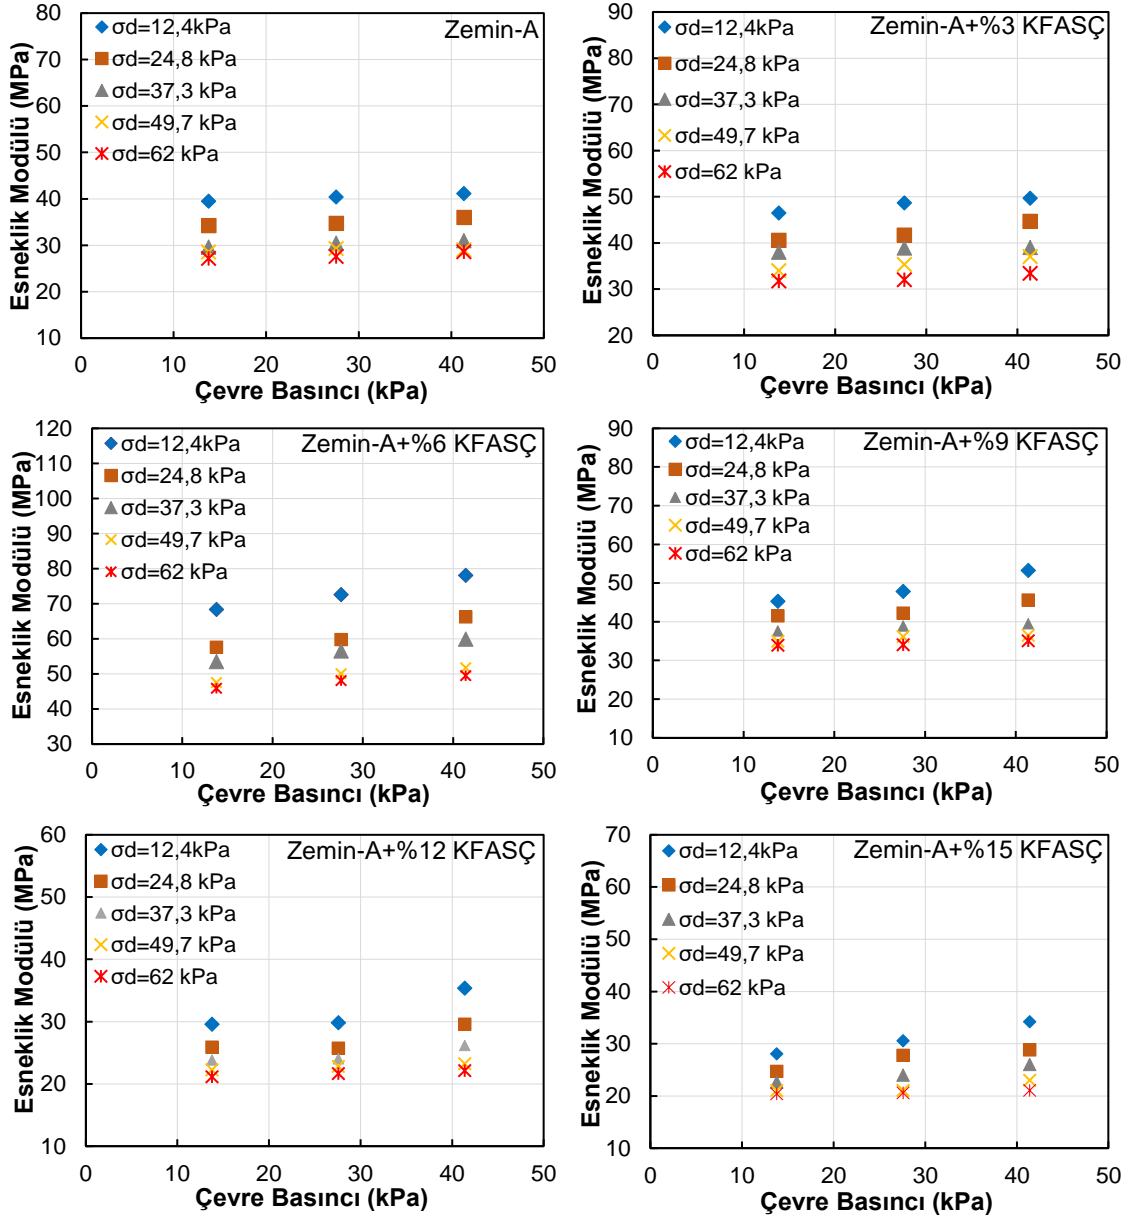 Zemin-A
σd=12,4kPa
σd=24,8 kPa
σd=37,3 kPa
σd=49,7 kPa
σd=62 kPa
Esneklik Modülü (MPa)
80
70
60
50
40
30
20
10
0 10 20 30 40 50
Çevre Basıncı (kPa)
Zemin-A+%3 KFASÇ
σd=12,4kPa
σd=24,8 kPa
σd=37,3 kPa
σd=49,7 kPa
σd=62 kPa
Esneklik Modülü (MPa)
90
80
70
60
50
40
30
20
0 10 20 30 40 50
Çevre Basıncı (kPa)
Zemin-A+%6 KFASÇ
σd=12,4kPa
σd=24,8 kPa
σd=37,3 kPa
σd=49,7 kPa
σd=62 kPa
Esneklik Modülü (MPa)
120
110
100
90
80
70
60
50
40
30
0 10 20 30 40 50
Çevre Basıncı (kPa)
Zemin-A+%9 KFASÇ
σd=12,4kPa
σd=24,8 kPa
σd=37,3 kPa
σd=49,7 kPa
σd=62 kPa
Esneklik Modülü (MPa)
90
80
70
60
50
40
30
20
10
0 10 20 30 40 50
Çevre Basıncı (kPa)
Zemin-A+%12 KFASÇ
σd=12,4kPa
σd=24,8 kPa
σd=37,3 kPa
σd=49,7 kPa
σd=62 kPa
Esneklik Modülü (MPa)
60
50
40
30
20
10
0 10 20 30 40 50
Çevre Basıncı (kPa)
Zemin-A+%15 KFASÇ
σd=12,4kPa
σd=24,8 kPa
σd=37,3 kPa
σd=49,7 kPa
σd=62 kPa
Esneklik Modülü (MPa)
70
60
50
40
30
20
10
0 10 20 30 40 50
Çevre Basıncı (kPa)